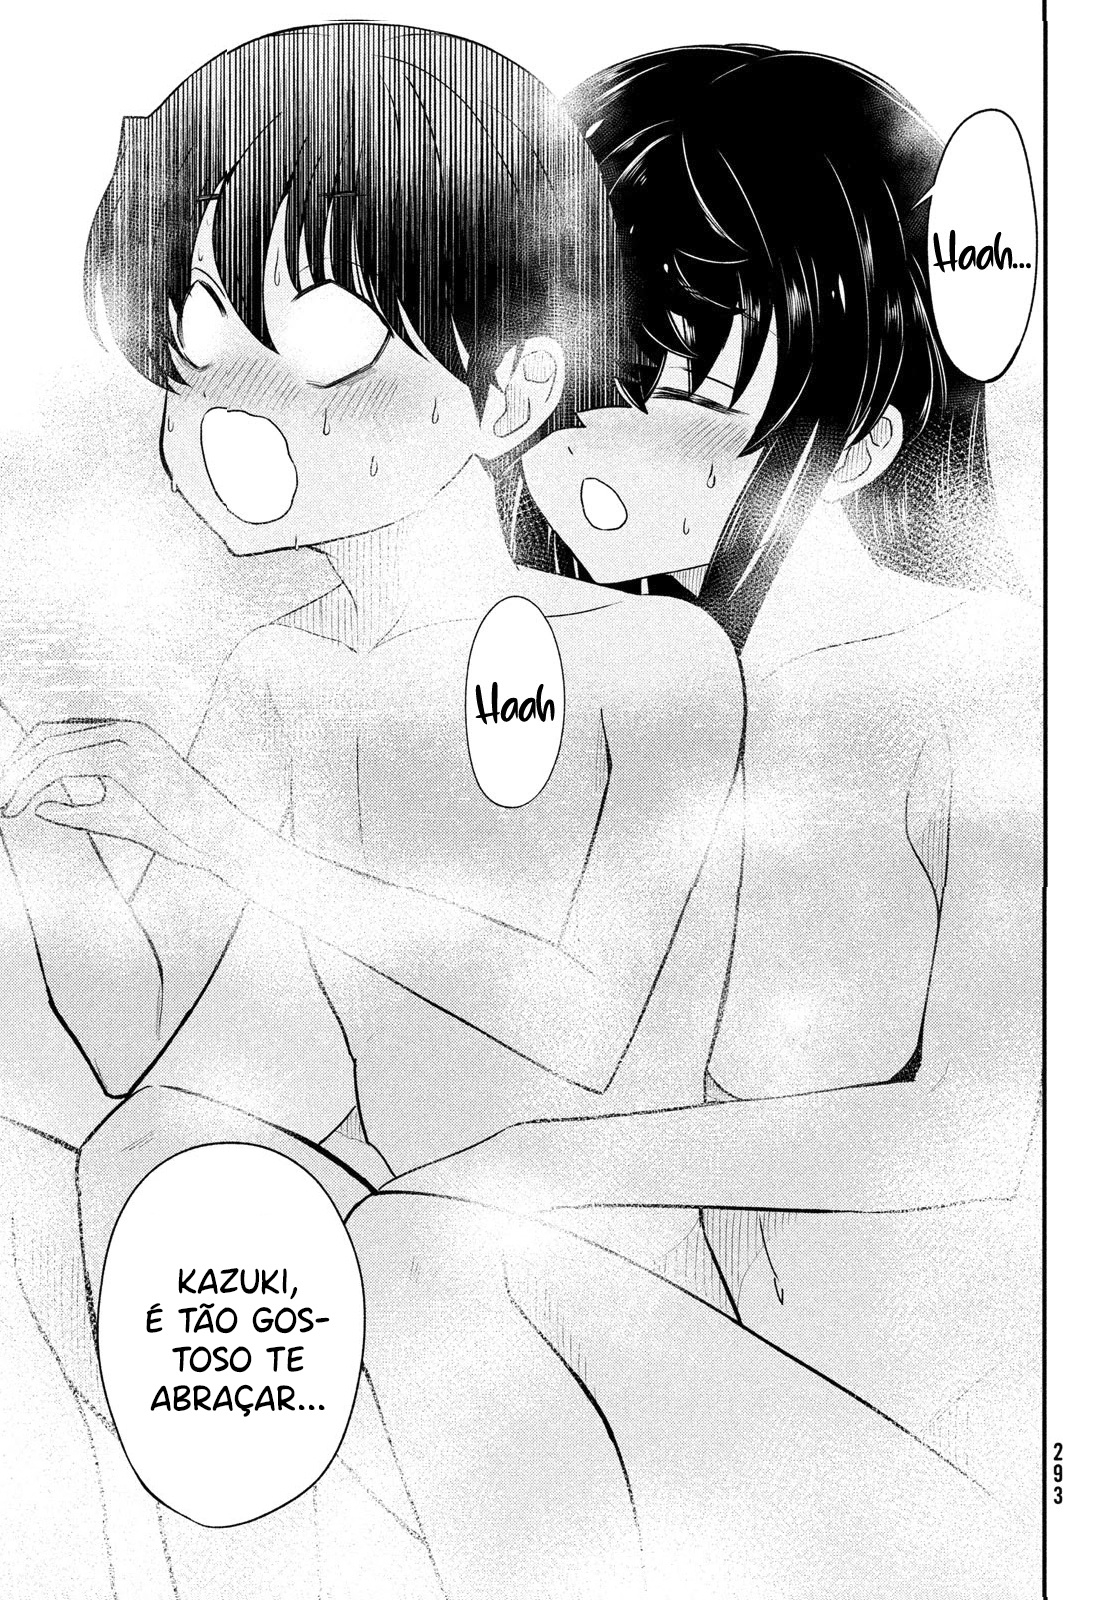 Haah...
Haah
KAZUKI,
É TÃO GOS-
TOSO TE
ABRAÇAR...
293